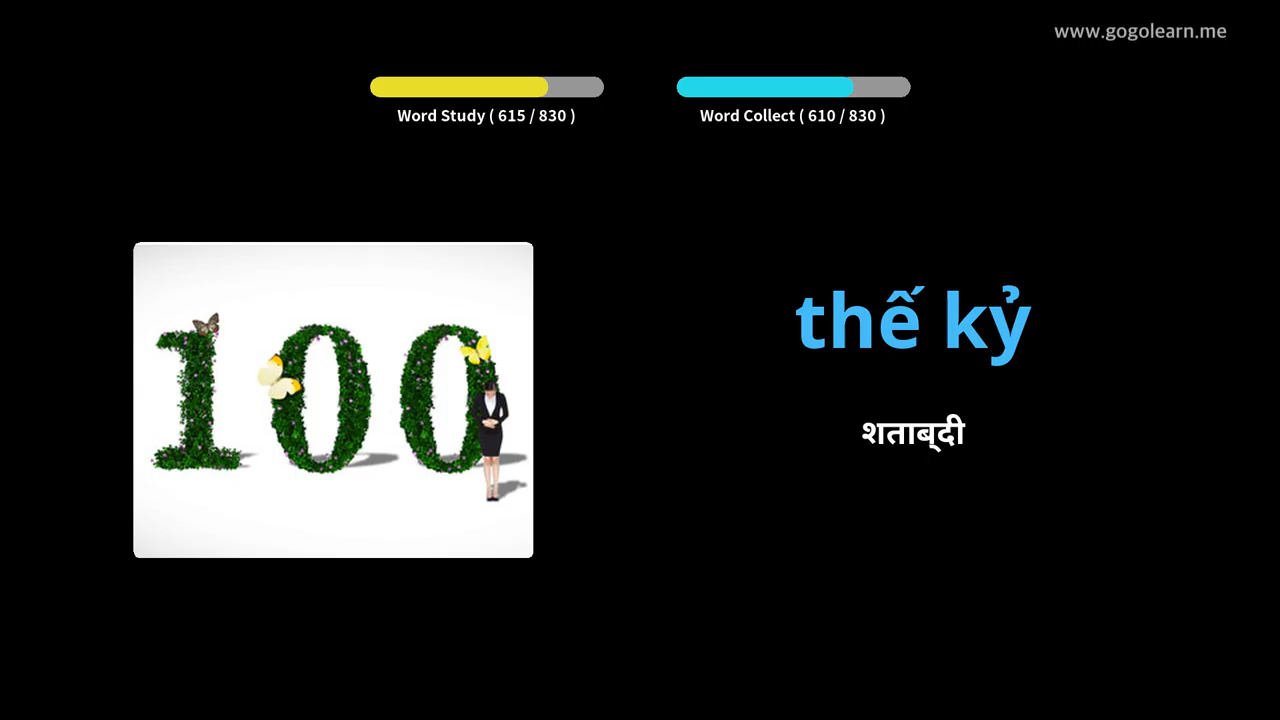 www.gogolearn.me
Word Study ( 615 / 830 )
Word Collect ( 610 / 830 )
100
thế kỷ
शताब्दी